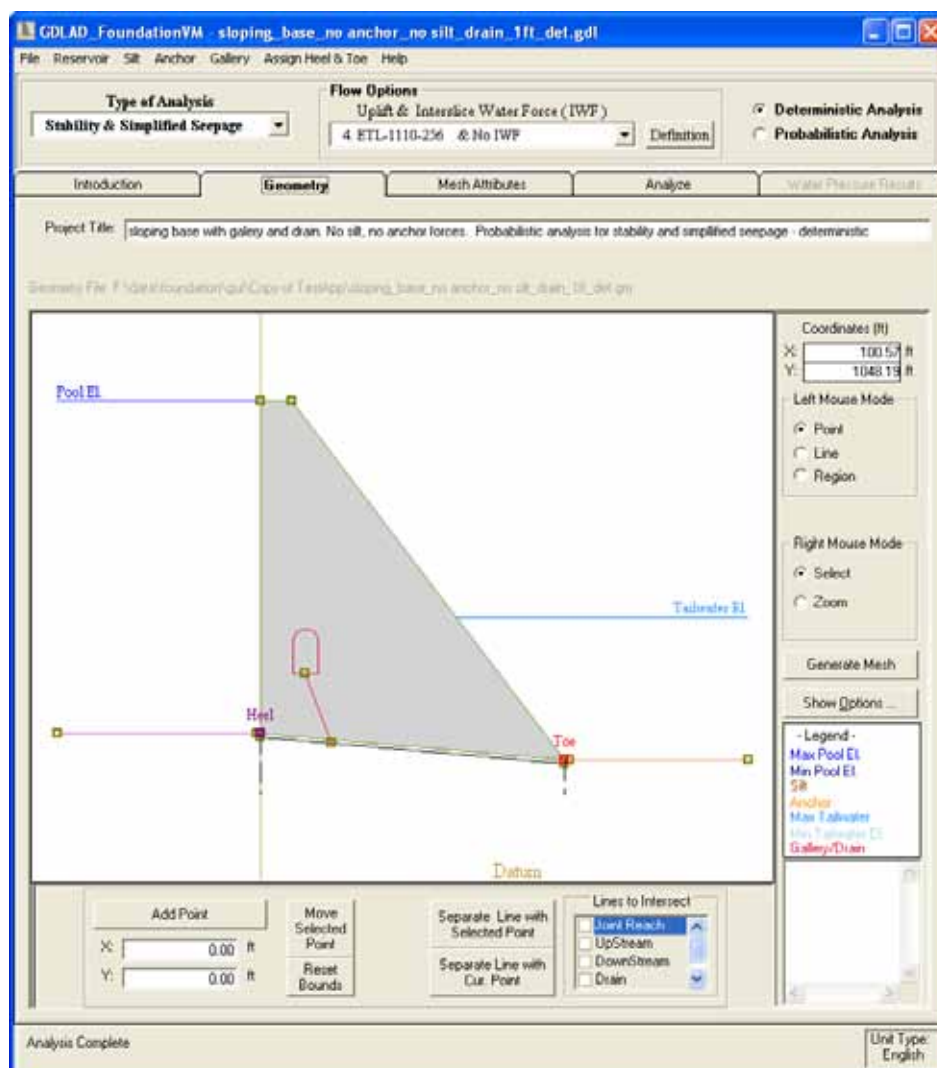 GDLAD_FoundationVM - sloping_base_no anchor_no silt_drain_1ft_det.gdl
File Reservoir Silt Anchor Gallery Assign Heel & Toe Help
Type of Analysis
Stability & Simplified Seepage
Flow Options
Uplift & Interslice Water Force ( IWF )
4. ETL-1110-256 & No IWF
Definition
Deterministic Analysis
Probabilistic Analysis
Introduction
Geometry
Mesh Attributes
Analyze
Water Pressure Results
Project Title: sloping base with galery and drain. No silt, no anchor forces. Probabilistic analysis for stability and simplified seepage - deterministic
Geometry File:
Coordinates (ft)
X: 100.57 ft
Y: 1048.19 ft
Left Mouse Mode
Point
Line
Region
Right Mouse Mode
Select
Zoom
Generate Mesh
Show Options ...
- Legend -
Max Pool El.
Min Pool El.
Silt
Anchor
Max Tailwater
Min Tailwater El.
Gallery/Drain
Pool El.
Tailwater El.
Heel
Toe
Datum
Add Point
X: 0.00 ft
Y: 0.00 ft
Move Selected Point
Reset Bounds
Separate Line with Selected Point
Separate Line with Cur. Point
Lines to Intersect
Joint Reach
UpStream
DownStream
Drain
Analysis Complete
Unit Type:
English